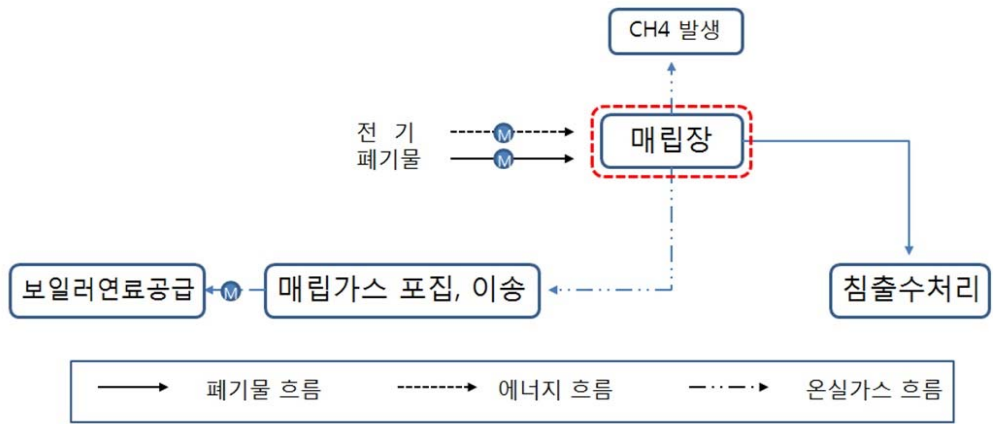 CH4 발생
전 기
M
매립장
폐기물
M
보일러연료공급
M
매립가스 포집, 이송
침출수처리
폐기물 흐름
에너지 흐름
온실가스 흐름